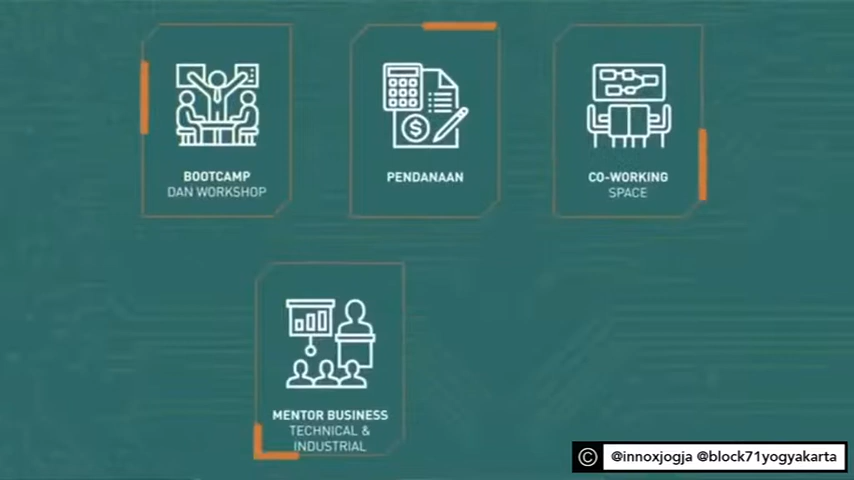 BOOTCAMP
DAN WORKSHOP
PENDANAAN
CO-WORKING
SPACE
MENTOR BUSINESS
TECHNICAL &
INDUSTRIAL
© @innoxjogja @block71yogyakarta